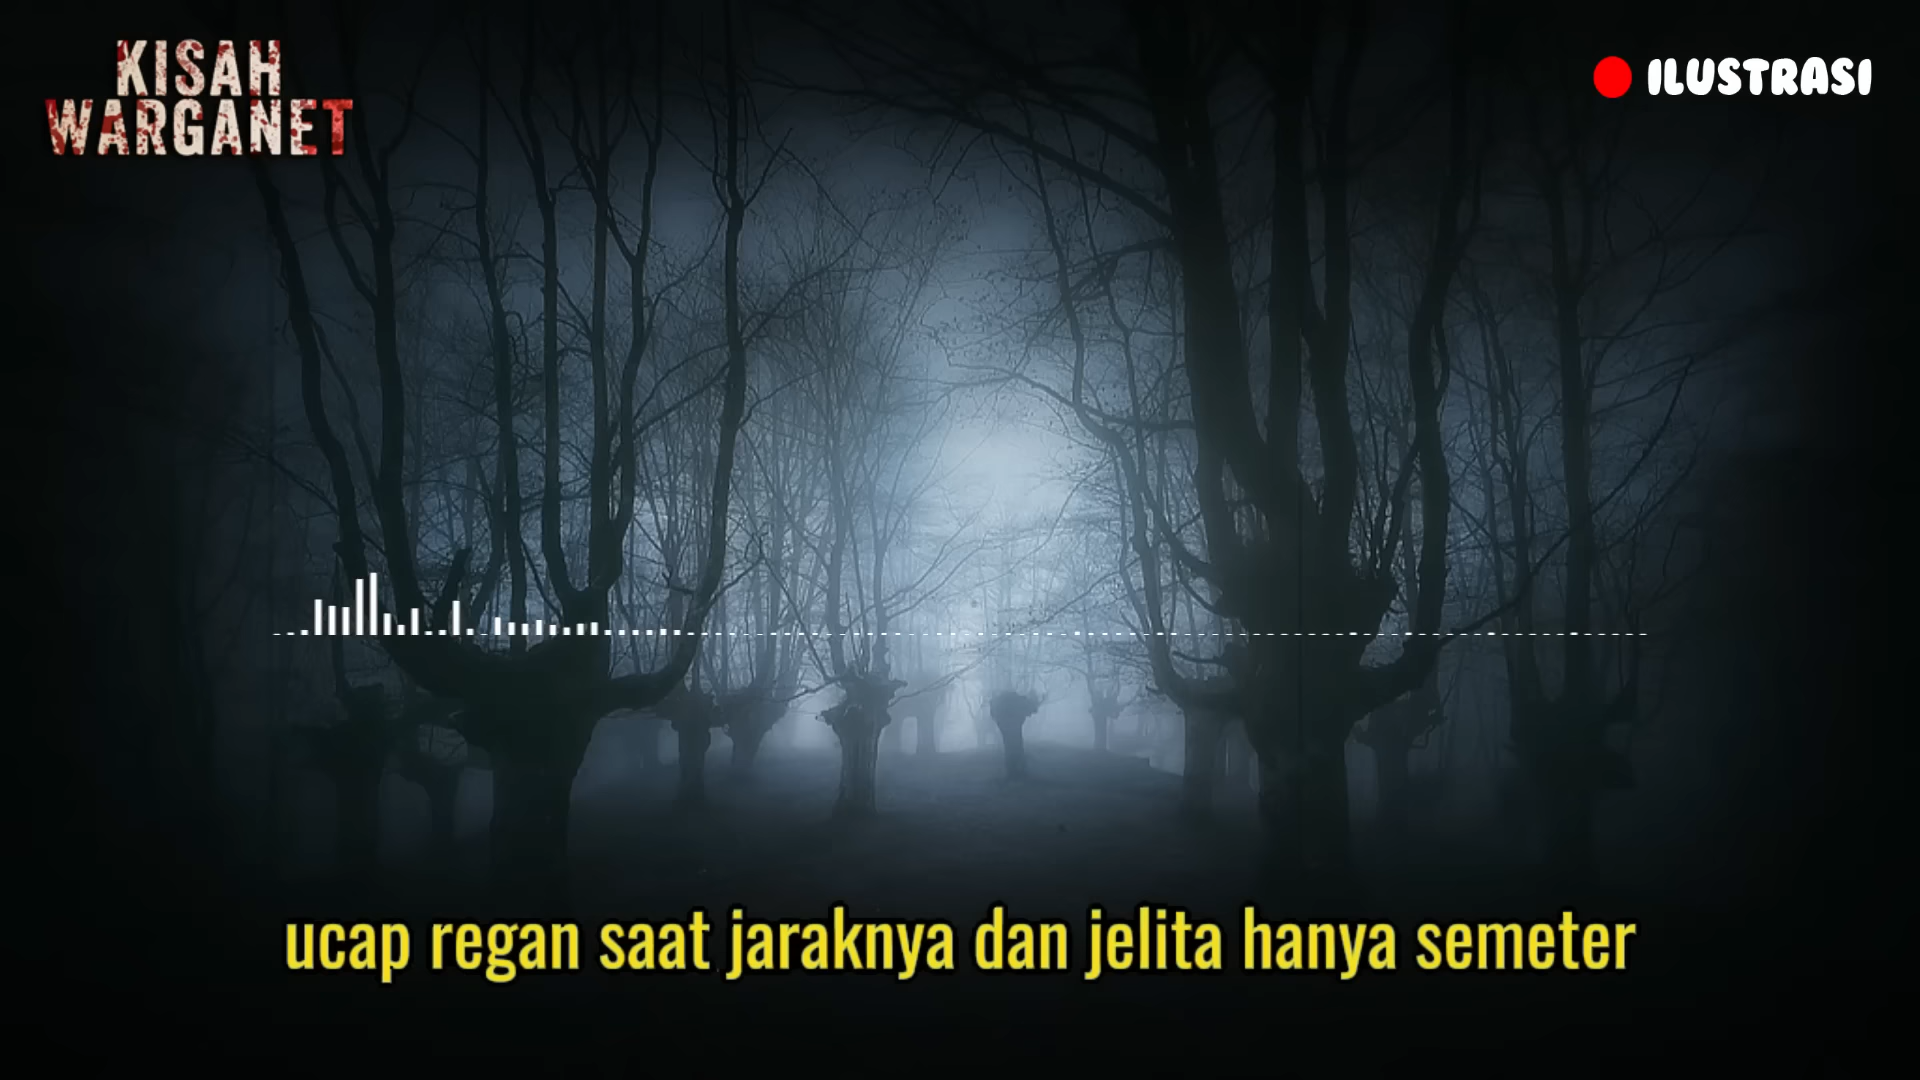 KISAH
WARGANET
ILUSTRASI
ucap regan saat jaraknya dan jelita hanya semeter